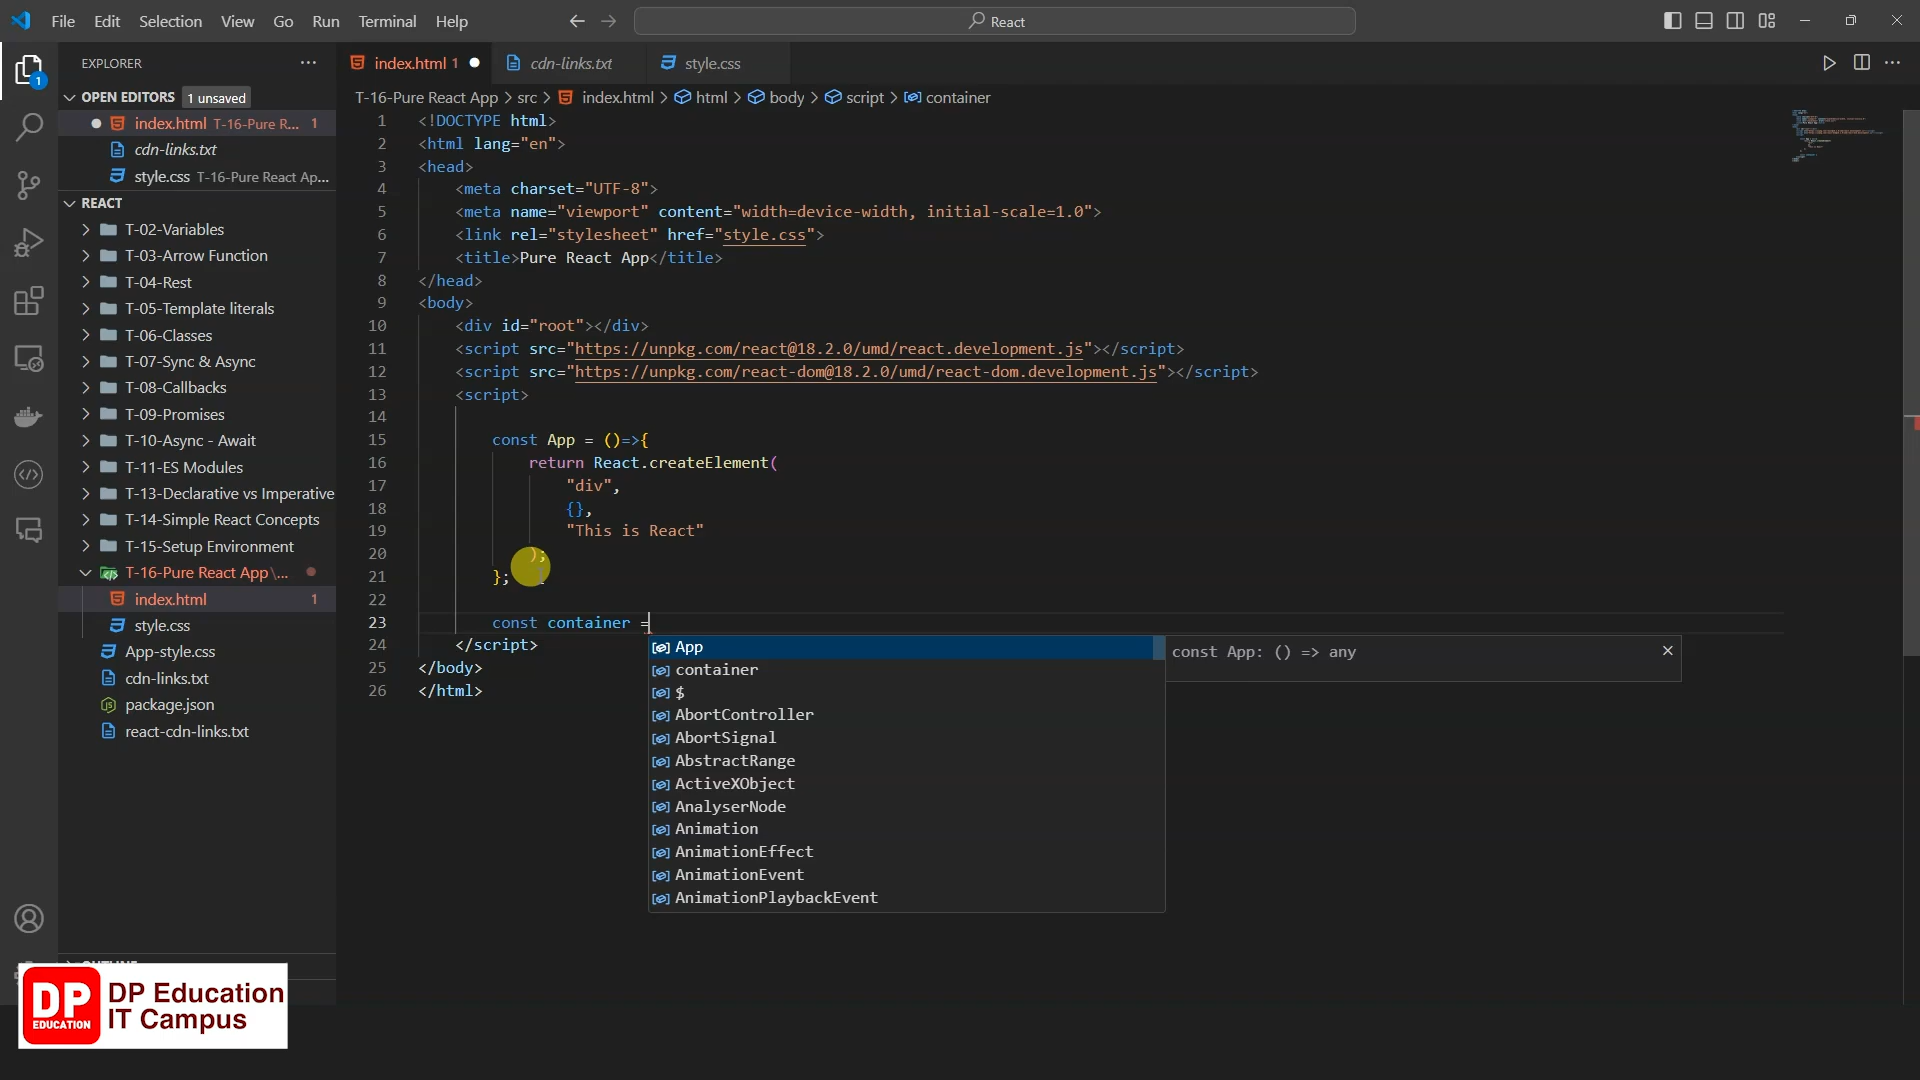 File Edit Selection View Go Run Terminal Help
React
EXPLORER
OPEN EDITORS 1 unsaved
index.html T-16-Pure R... 1
cdn-links.txt
style.css T-16-Pure React Ap...
REACT
T-02-Variables
T-03-Arrow Function
T-04-Rest
T-05-Template literals
T-06-Classes
T-07-Sync & Async
T-08-Callbacks
T-09-Promises
T-10-Async - Await
T-11-ES Modules
T-13-Declarative vs Imperative
T-14-Simple React Concepts
T-15-Setup Environment
T-16-Pure React App \...
index.html 1
style.css
App-style.css
cdn-links.txt
package.json
react-cdn-links.txt
OUTLINE
index.html 1 cdn-links.txt style.css
T-16-Pure React App > src > index.html > html > body > script > container
1 <!DOCTYPE html>
2 <html lang="en">
3 <head>
4 <meta charset="UTF-8">
5 <meta name="viewport" content="width=device-width, initial-scale=1.0">
6 <link rel="stylesheet" href="style.css">
7 <title>Pure React App</title>
8 </head>
9 <body>
10 <div id="root"></div>
11 <script src="https://unpkg.com/react@18.2.0/umd/react.development.js"></script>
12 <script src="https://unpkg.com/react-dom@18.2.0/umd/react-dom.development.js"></script>
13 <script>
14
15 const App = ()=>{
16 return React.createElement(
17 "div",
18 {},
19 "This is React"
20 );
21 };
22
23 const container =
24 </script>
25 </body>
26 </html>
App
container
$
AbortController
AbortSignal
AbstractRange
ActiveXObject
AnalyserNode
Animation
AnimationEffect
AnimationEvent
AnimationPlaybackEvent
const App: () => any
1
DP EDUCATION
DP Education
IT Campus